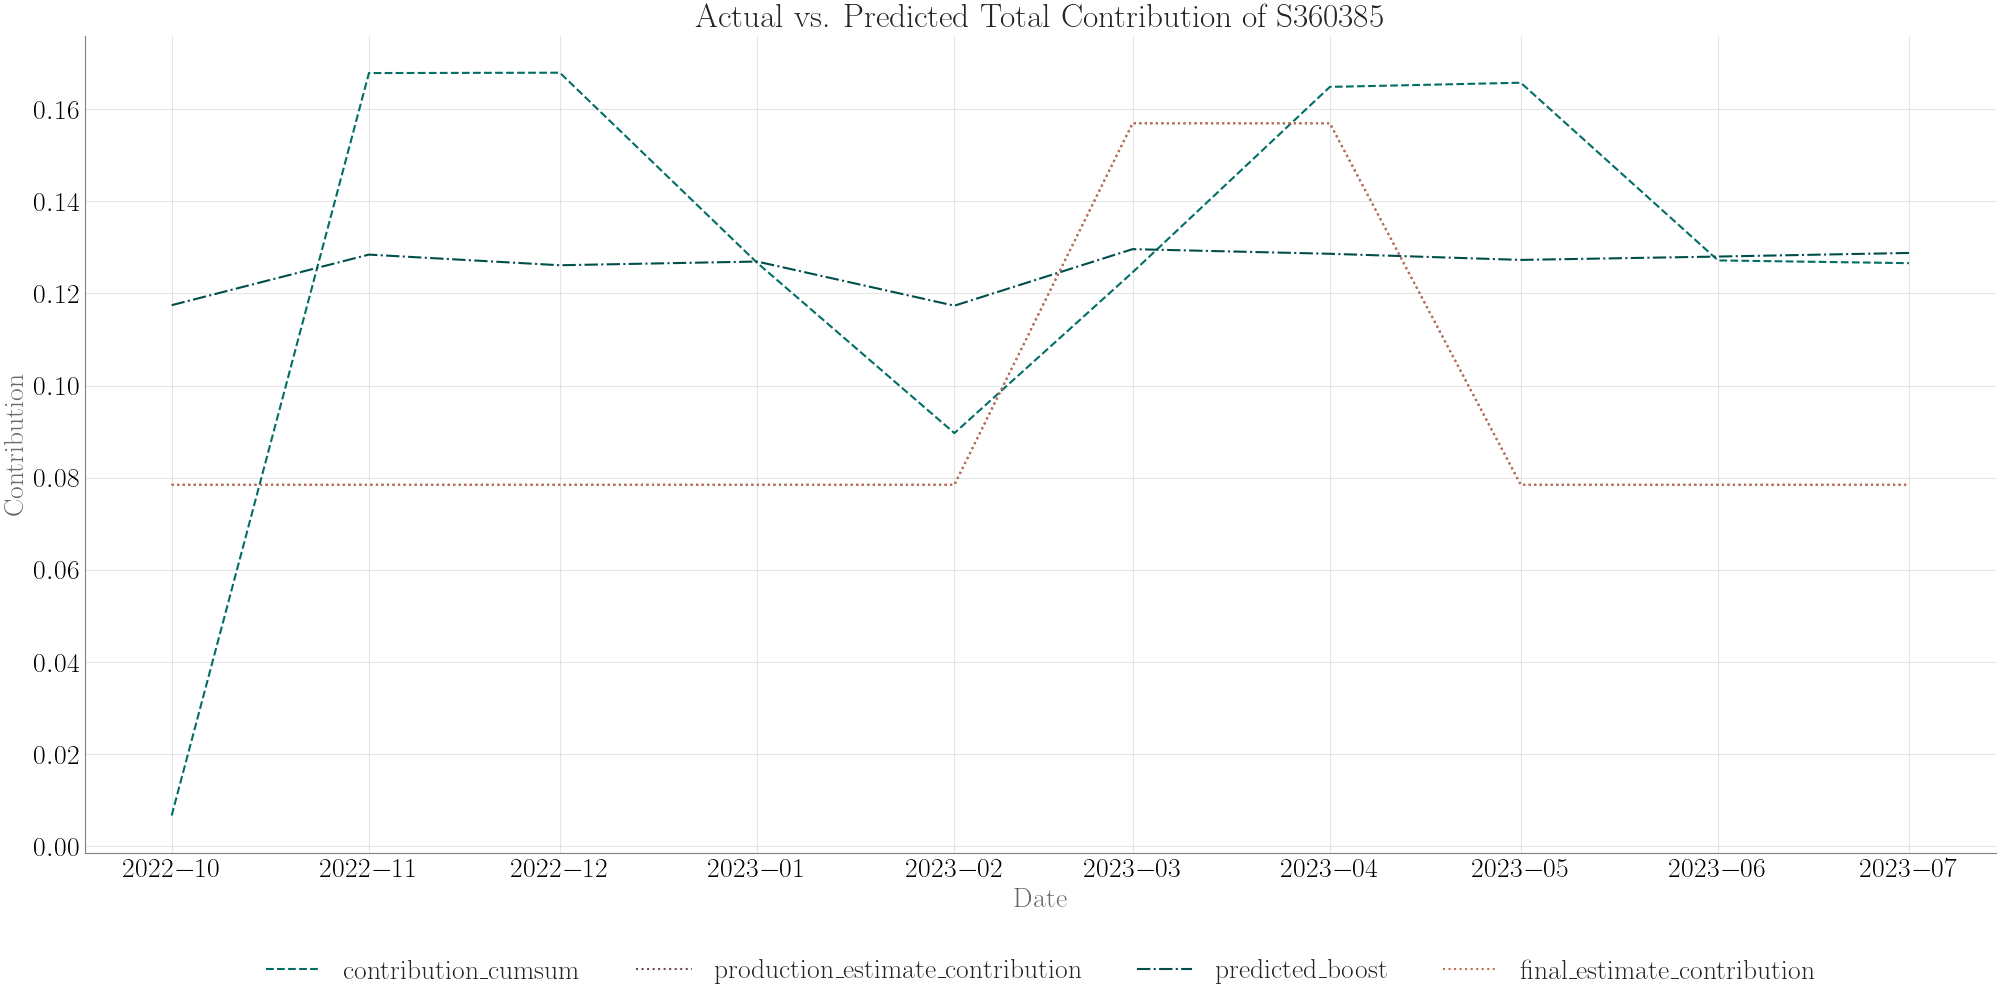 Actual vs. Predicted Total Contribution of S360385
Contribution
0.16
0.14
0.12
0.10
0.08
0.06
0.04
0.02
0.00
2022−10 2022−11 2022−12 2023−01 2023−02 2023−03 2023−04 2023−05 2023−06 2023−07
Date
contribution_cumsum production_estimate_contribution predicted_boost final_estimate_contribution